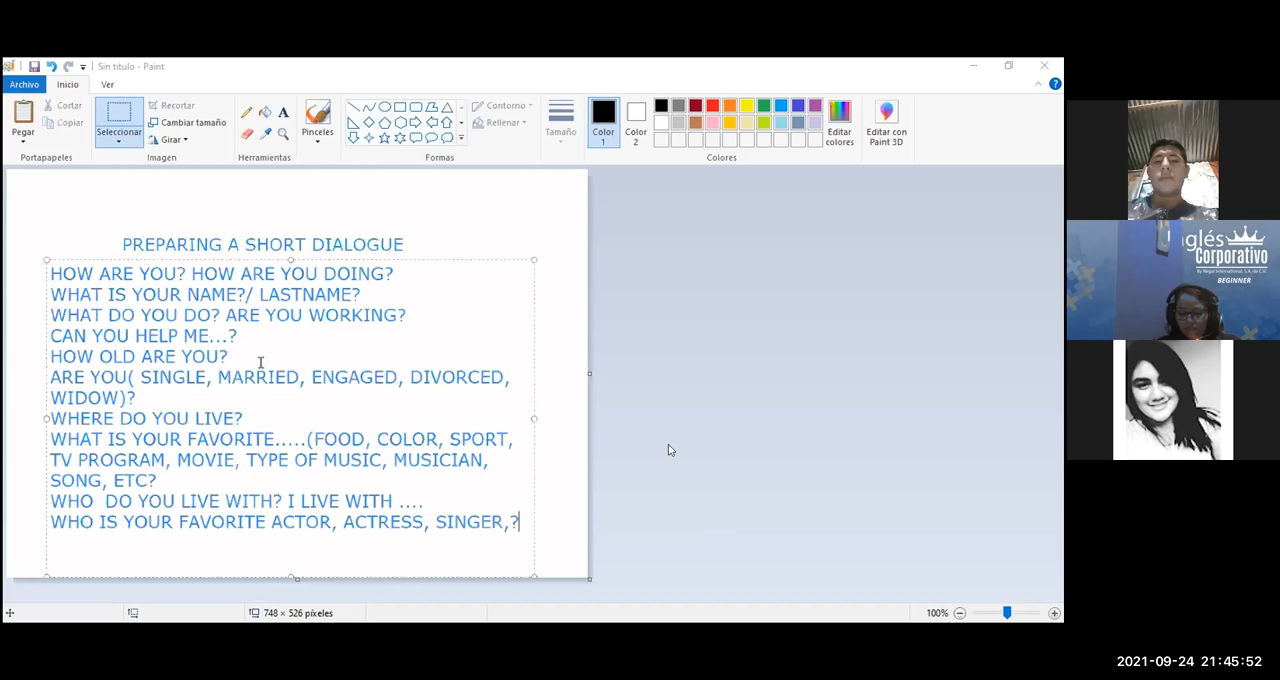 Sin título - Paint
Archivo Inicio Ver
Pegar
Cortar
Copiar
Portapapeles
Seleccionar
Recortar
Cambiar tamaño
Girar
Imagen
Herramientas
Pinceles
Contorno
Rellenar
Formas
Tamaño
Color
1
Color
2
Editar
colores
Editar con
Paint 3D
Colores
PREPARING A SHORT DIALOGUE
HOW ARE YOU? HOW ARE YOU DOING?
WHAT IS YOUR NAME?/ LASTNAME?
WHAT DO YOU DO? ARE YOU WORKING?
CAN YOU HELP ME...?
HOW OLD ARE YOU?
ARE YOU( SINGLE, MARRIED, ENGAGED, DIVORCED,
WIDOW)?
WHERE DO YOU LIVE?
WHAT IS YOUR FAVORITE.....(FOOD, COLOR, SPORT,
TV PROGRAM, MOVIE, TYPE OF MUSIC, MUSICIAN,
SONG, ETC?
WHO DO YOU LIVE WITH? I LIVE WITH ....
WHO IS YOUR FAVORITE ACTOR, ACTRESS, SINGER,?
748 × 526 píxeles
100%
Inglés
Corporativo
By Regal International, S.A. de C.V.
BEGINNER
2021-09-24 21:45:52